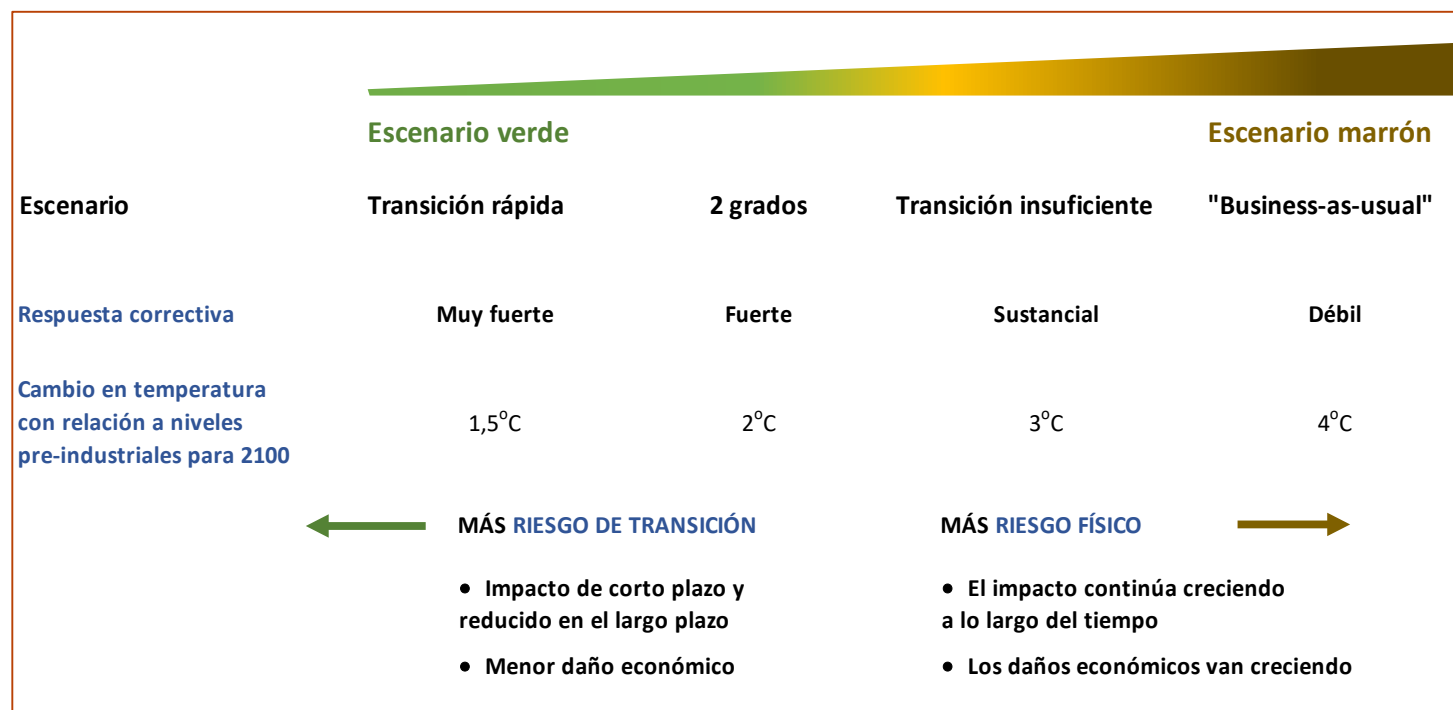 Escenario verde Escenario marrón
Escenario Transición rápida 2 grados Transición insuficiente "Business-as-usual"
Respuesta correctiva Muy fuerte Fuerte Sustancial Débil
Cambio en temperatura
con relación a niveles 1,5°C 2°C 3°C 4°C
pre-industriales para 2100
MÁS RIESGO DE TRANSICIÓN MÁS RIESGO FÍSICO
• Impacto de corto plazo y
reducido en el largo plazo
• Menor daño económico
• El impacto continúa creciendo
a lo largo del tiempo
• Los daños económicos van creciendo